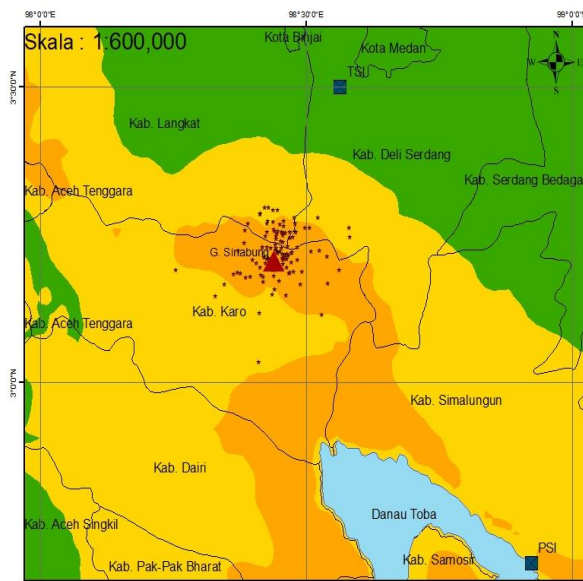 98°0'0"E
98°30'0"E
99°0'0"E
Skala : 1:600,000
Kota Binjai
Kota Medan
N
W
E
S
3°30'0"N
TSI
Kab. Langkat
Kab. Deli Serdang
Kab. Serdang Bedaga
Kab. Aceh Tenggara
G. Sinabung
Kab. Karo
Kab. Aceh Tenggara
3°0'0"N
Kab. Simalungun
Kab. Dairi
Danau Toba
Kab. Aceh Singkil
PSI
Kab. Samosir
Kab. Pak-Pak Bharat